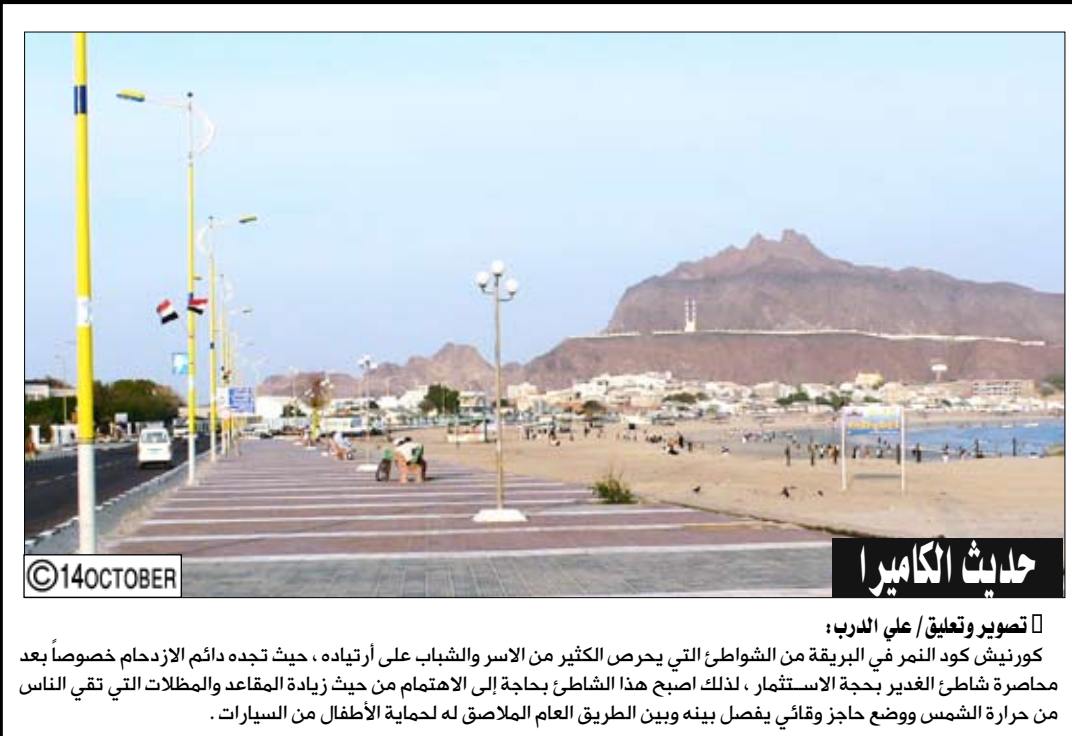 ©14OCTOBER
حديث الكاميرا
تصوير وتعليق/ علي الدرب:
كورنيش كود النمر في البريقة من الشواطئ التي يحرص الكثير من الاسر والشباب على أرتياده ، حيث تجده دائم الازدحام خصوصاً بعد
محاصرة شاطئ الغدير بحجة الاستثمار ، لذلك اصبح هذا الشاطئ بحاجة إلى الاهتمام من حيث زيادة المقاعد والمظلات التي تقي الناس
من حرارة الشمس ووضع حاجز وقائي يفصل بينه وبين الطريق العام الملاصق له لحماية الأطفال من السيارات .